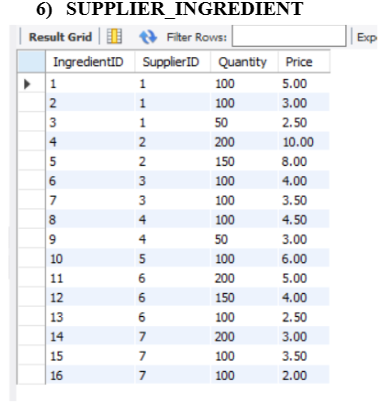 6) SUPPLIER_INGREDIENT
Result Grid Filter Rows: Exp
IngredientID SupplierID Quantity Price
1 1 100 5.00
2 1 100 3.00
3 1 50 2.50
4 2 200 10.00
5 2 150 8.00
6 3 100 4.00
7 3 100 3.50
8 4 100 4.50
9 4 50 3.00
10 5 100 6.00
11 6 200 5.00
12 6 150 4.00
13 6 100 2.50
14 7 200 3.00
15 7 100 3.50
16 7 100 2.00